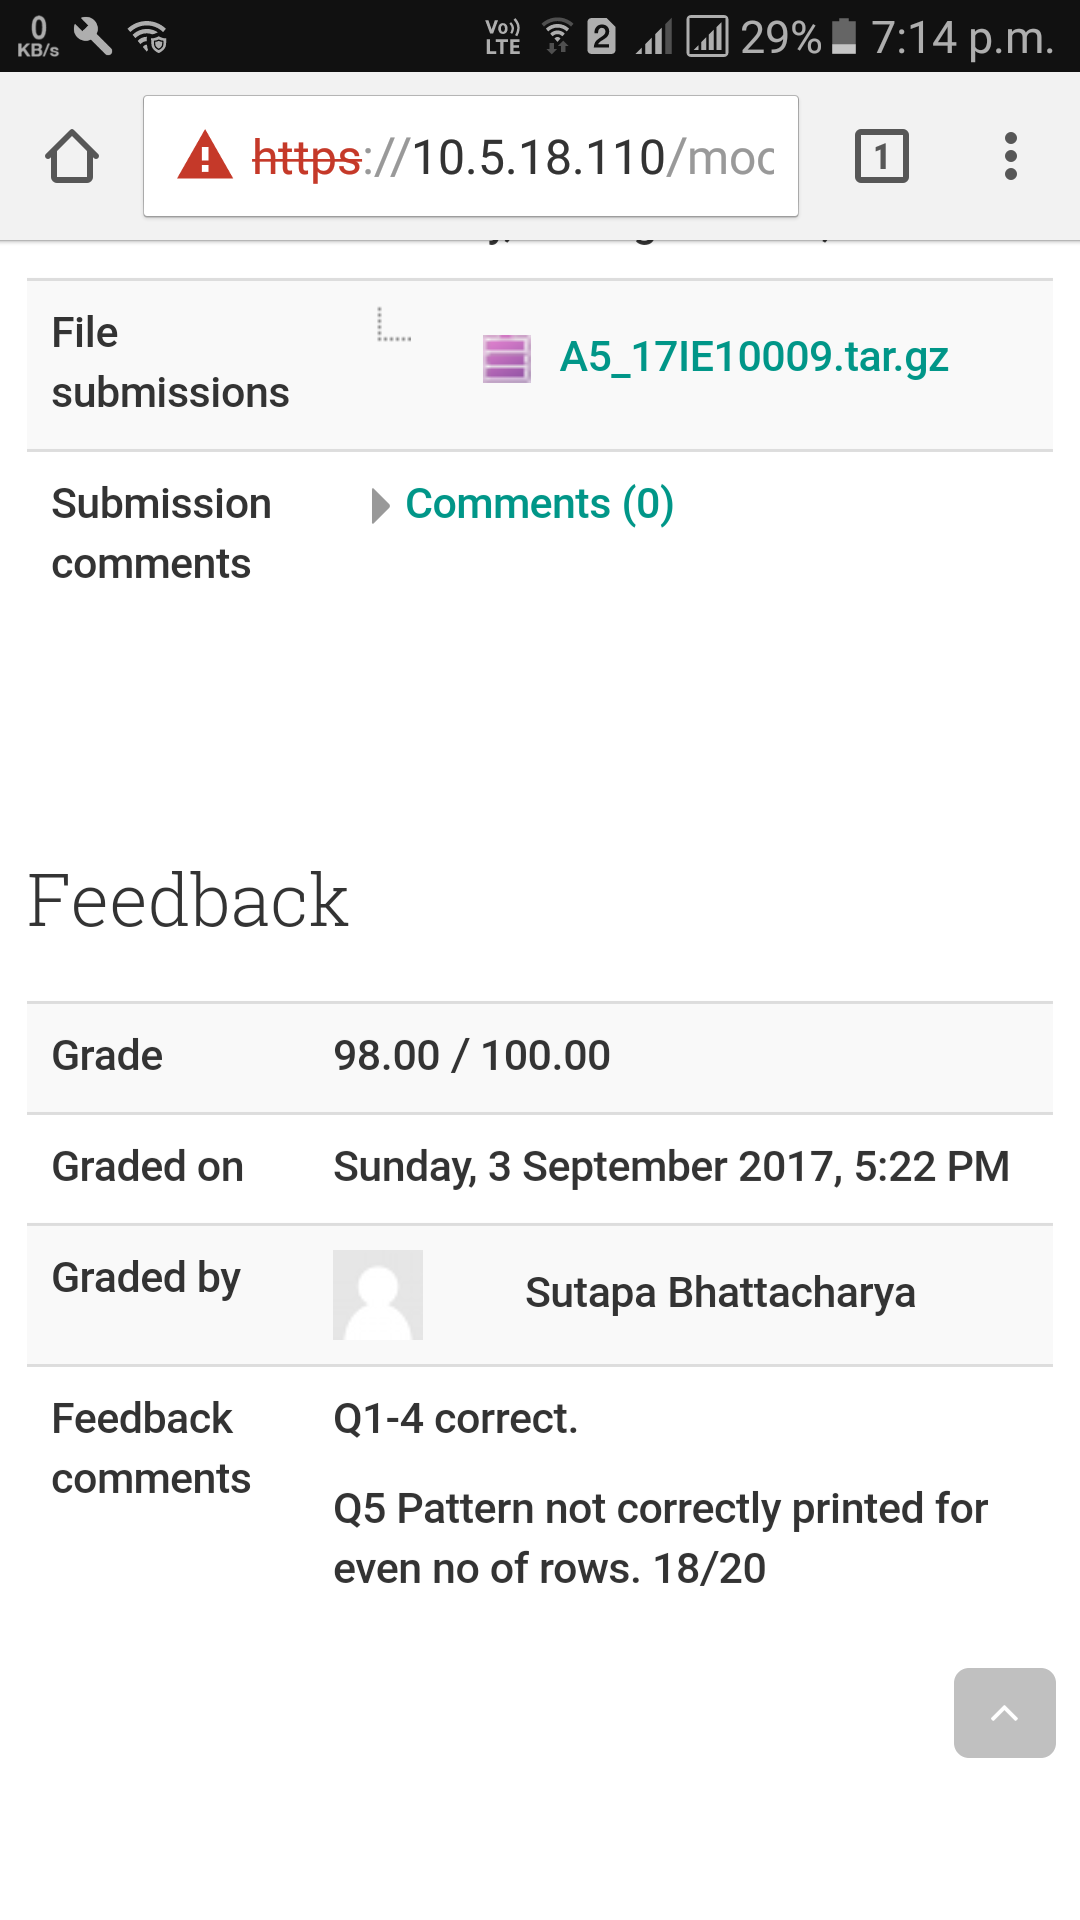 0
KB/s
Vo))
LTE
2
29%
7:14 p.m.
https://10.5.18.110/moo
1
File
submissions
A5_17IE10009.tar.gz
Submission
comments
Comments (0)
Feedback
Grade
98.00 / 100.00
Graded on
Sunday, 3 September 2017, 5:22 PM
Graded by
Sutapa Bhattacharya
Feedback
comments
Q1-4 correct.
Q5 Pattern not correctly printed for
even no of rows. 18/20